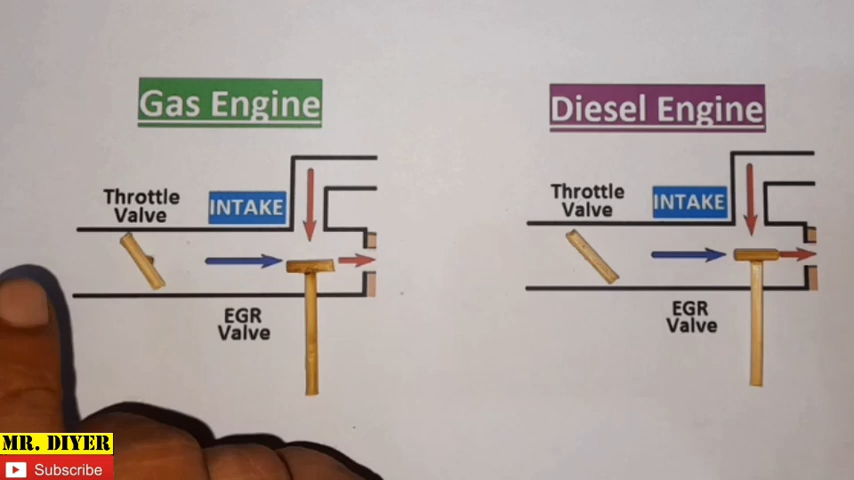 Gas Engine
Diesel Engine
Throttle
Valve
INTAKE
EGR
Valve
Throttle
Valve
INTAKE
EGR
Valve
MR. DIYER
Subscribe